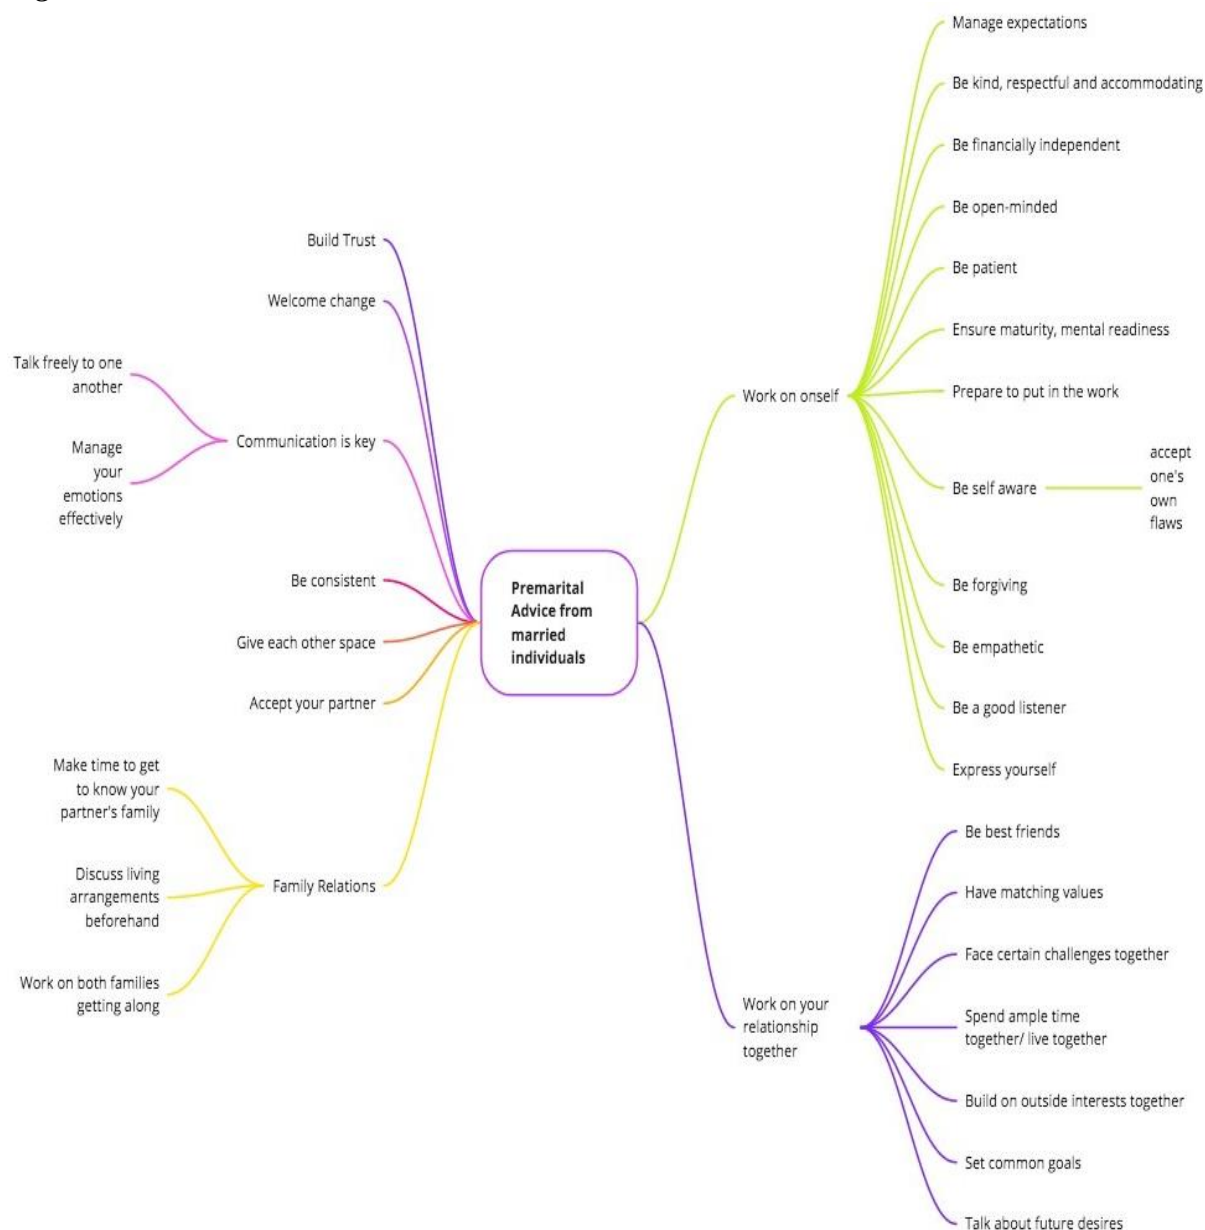 Manage expectations
Be kind, respectful and accommodating
Be financially independent
Be open-minded
Be patient
Ensure maturity, mental readiness
Prepare to put in the work
Work on onself
Be self aware
accept
one's
own
flaws
Be forgiving
Be empathetic
Be a good listener
Express yourself
Build Trust
Welcome change
Talk freely to one
another
Communication is key
Manage
your
emotions
effectively
Be consistent
Give each other space
Accept your partner
Premarital
Advice from
married
individuals
Make time to get
to know your
partner's family
Discuss living
arrangements
beforehand
Family Relations
Work on both families
getting along
Work on your
relationship
together
Be best friends
Have matching values
Face certain challenges together
Spend ample time
together/ live together
Build on outside interests together
Set common goals
Talk about future desires